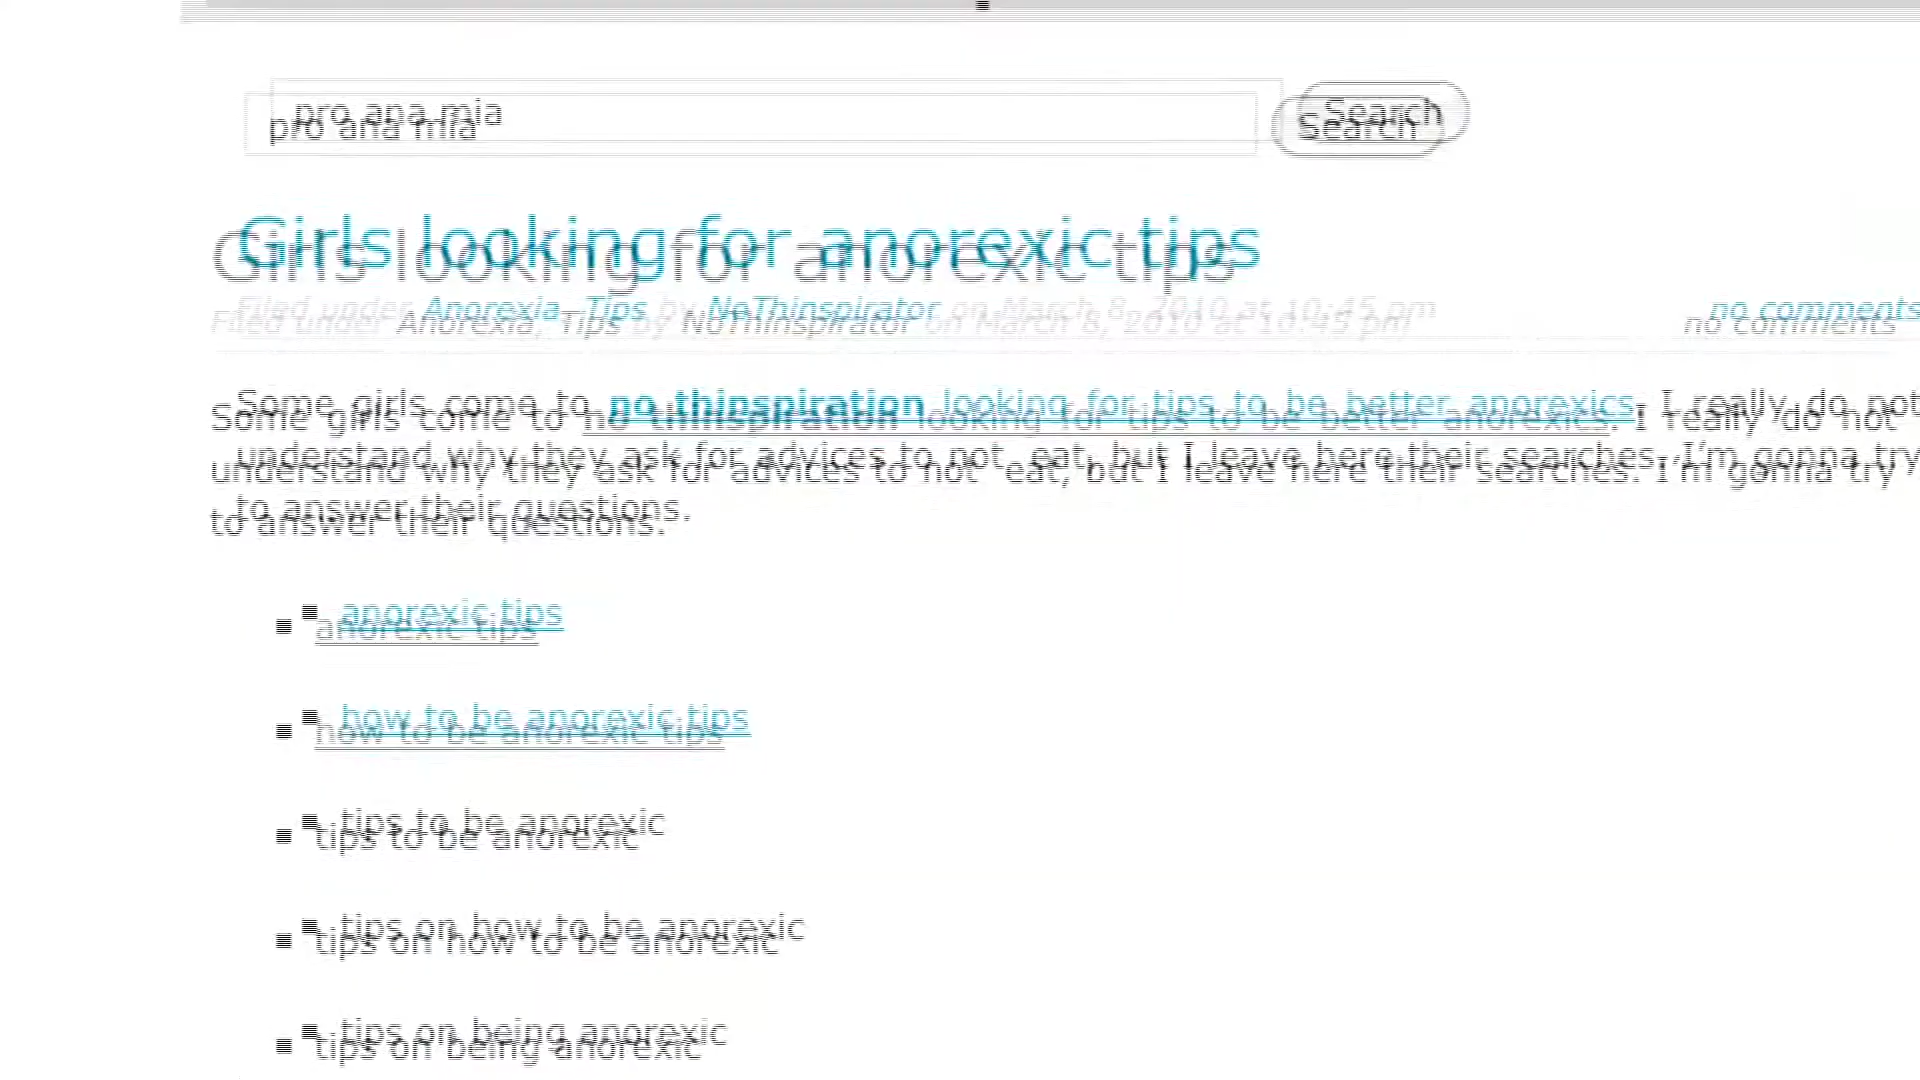 pro ana mia
Search
Girls looking for anorexic tips
Filed under Anorexia, Tips by NoThinspirator on March 8, 2010 at 10:45 pm
no comments
Some girls come to no thinspiration looking for tips to be better anorexics. I really do not
understand why they ask for advices to not eat, but I leave here their searches. I’m gonna try
to answer their questions.
anorexic tips
how to be anorexic tips
tips to be anorexic
tips on how to be anorexic
tips on being anorexic